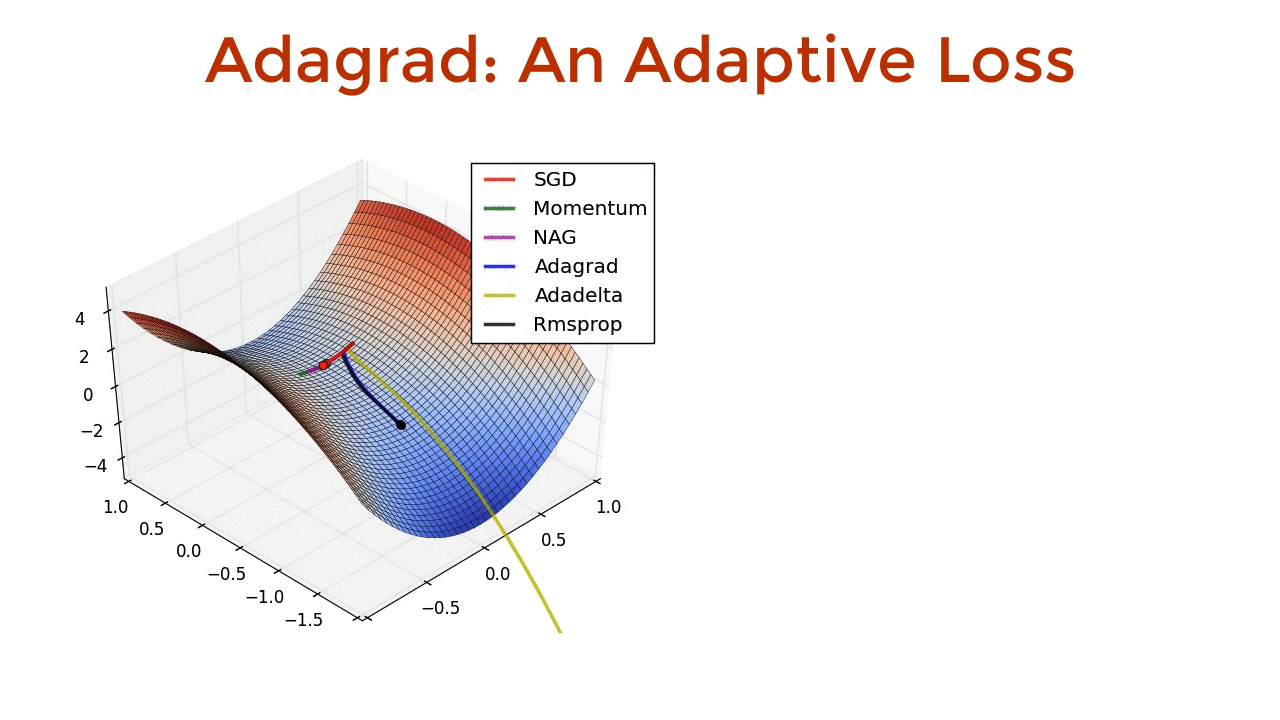 Adagrad: An Adaptive Loss
SGD
Momentum
NAG
Adagrad
Adadelta
Rmsprop
4
2
0
−2
−4
1.0
0.5
0.0
−0.5
−1.0
−1.5
−0.5
0.0
0.5
1.0